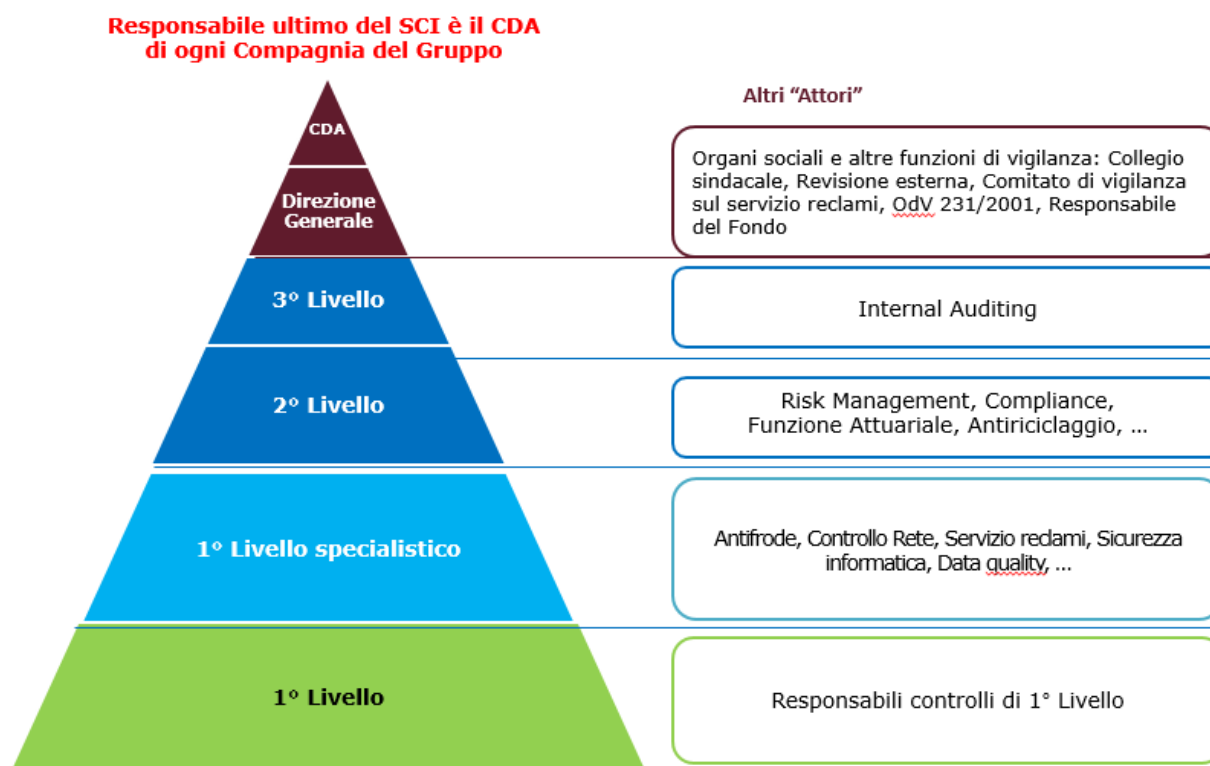 Responsabile ultimo del SCI è il CDA
di ogni Compagnia del Gruppo
Altri “Attori”
CDA
Direzione
Generale
Organi sociali e altre funzioni di vigilanza: Collegio
sindacale, Revisione esterna, Comitato di vigilanza
sul servizio reclami, OdV 231/2001, Responsabile
del Fondo
3° Livello
Internal Auditing
2° Livello
Risk Management, Compliance,
Funzione Attuariale, Antiriciclaggio, ...
1° Livello specialistico
Antifrode, Controllo Rete, Servizio reclami, Sicurezza
informatica, Data quality, ...
1° Livello
Responsabili controlli di 1° Livello